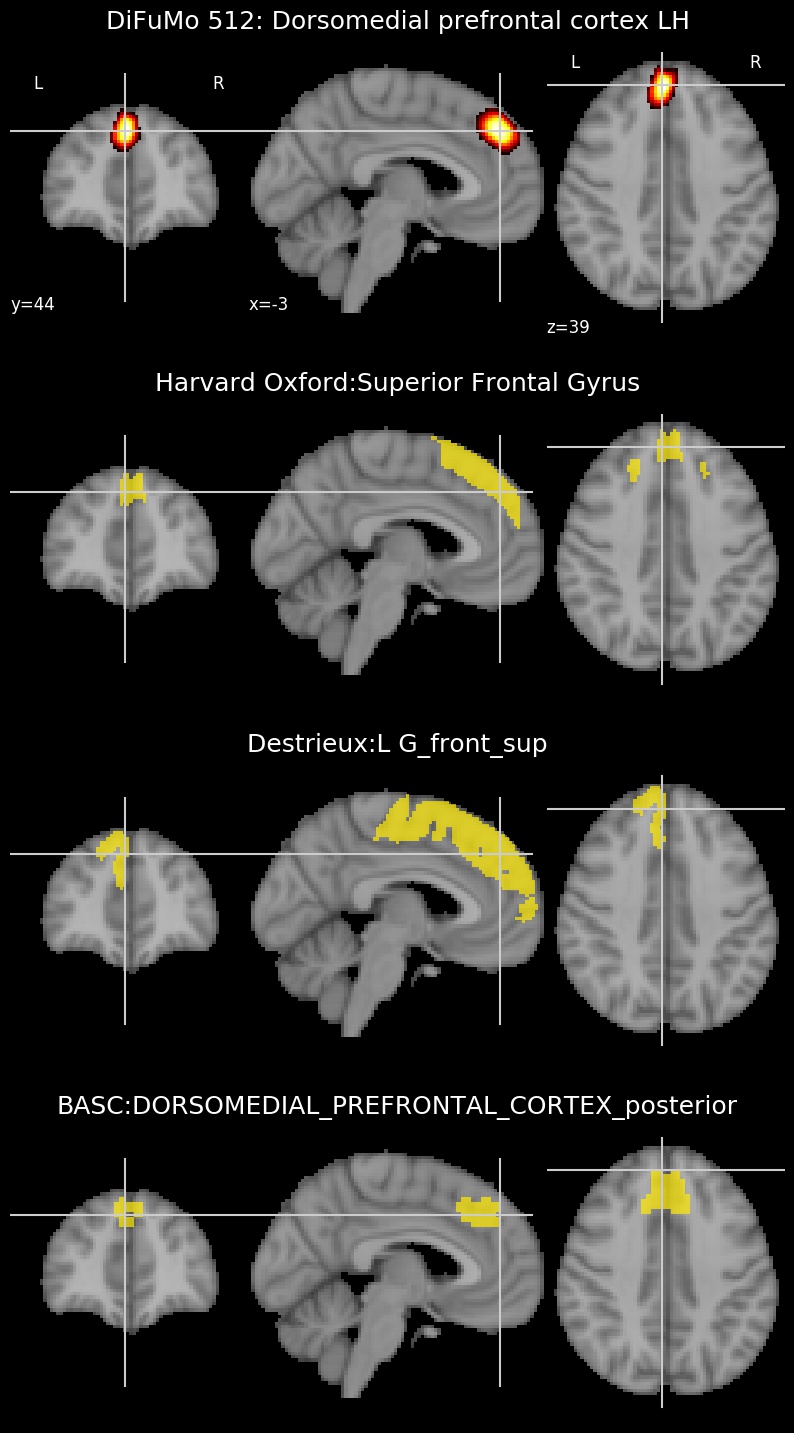 DiFuMo 512: Dorsomedial prefrontal cortex LH
L R L R
y=44 x=-3 z=39
Harvard Oxford:Superior Frontal Gyrus
Destrieux:L G_front_sup
BASC:DORSOMEDIAL_PREFRONTAL_CORTEX_posterior